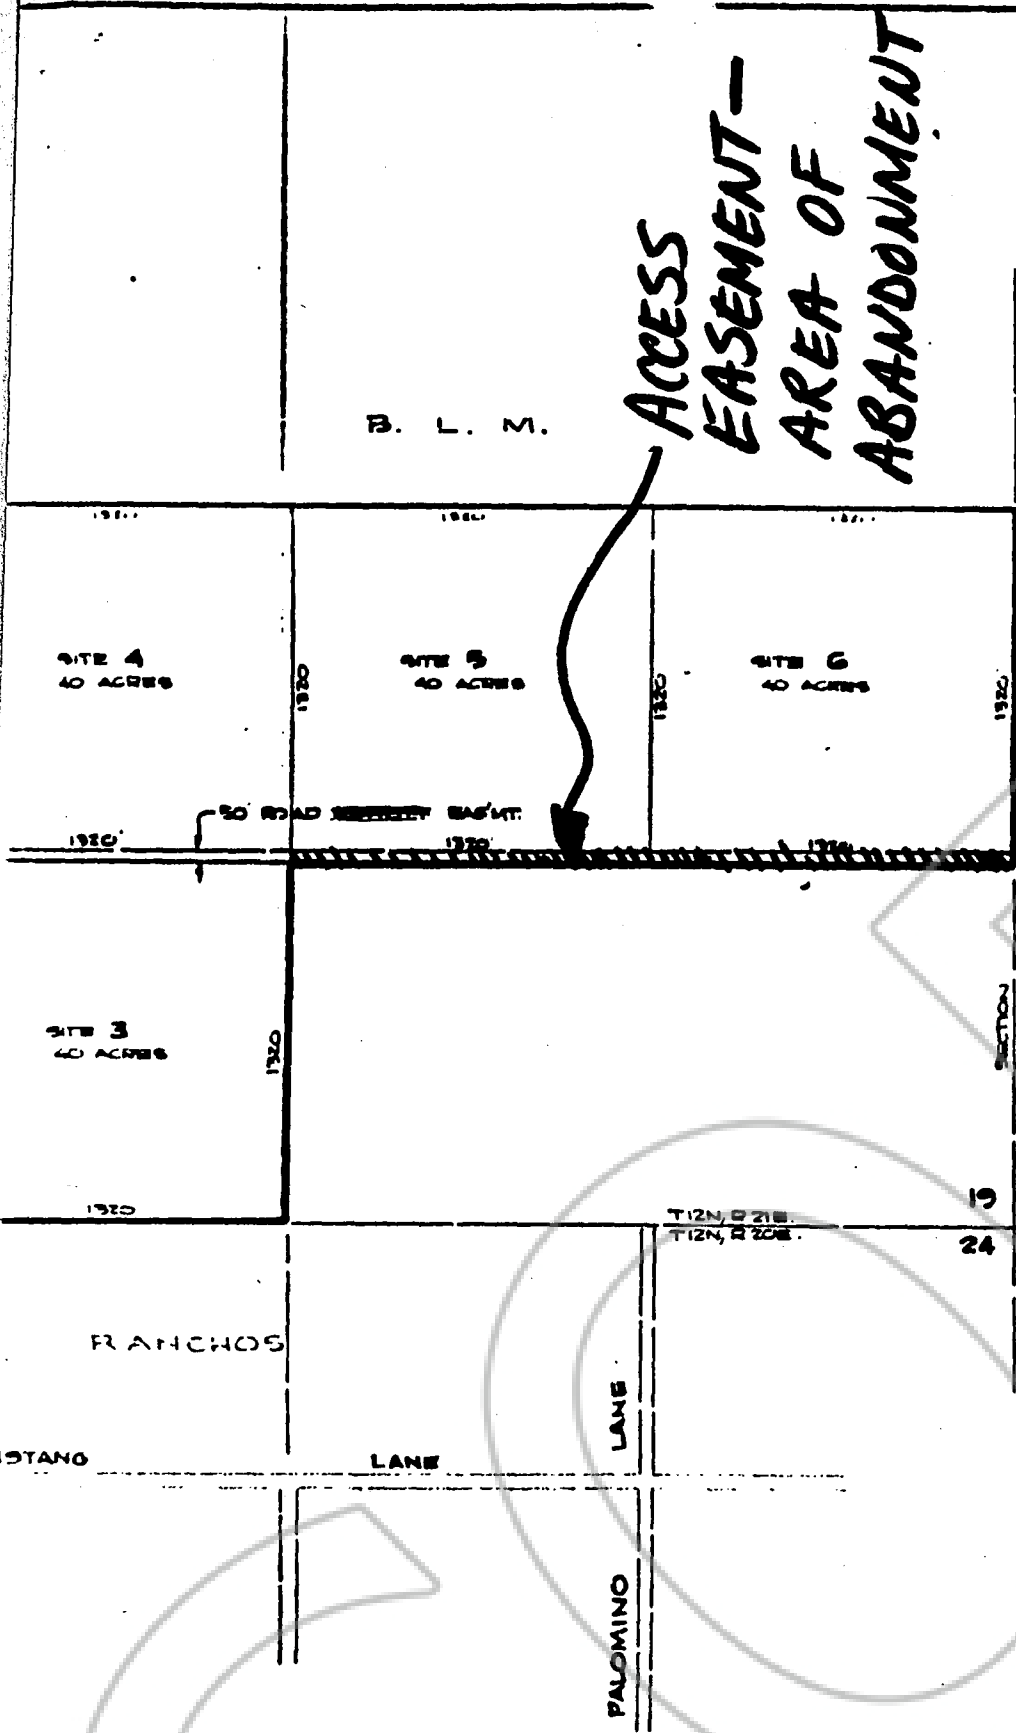 ACCESS
EASEMENT-
AREA OF
ABANDONMENT
B. L. M.
1320
SITE 4
40 ACRES
1320
SITE 5
40 ACRES
1320
SITE 6
40 ACRES
1320
50' ROAD EAS'MT.
1320'
1320'
1320
SITE 3
40 ACRES
1320
SECTION
1320
T12N, R 21E.
T12N, R 20E.
19
24
RANCHOS
LANE
STANG
LANE
PALOMINO